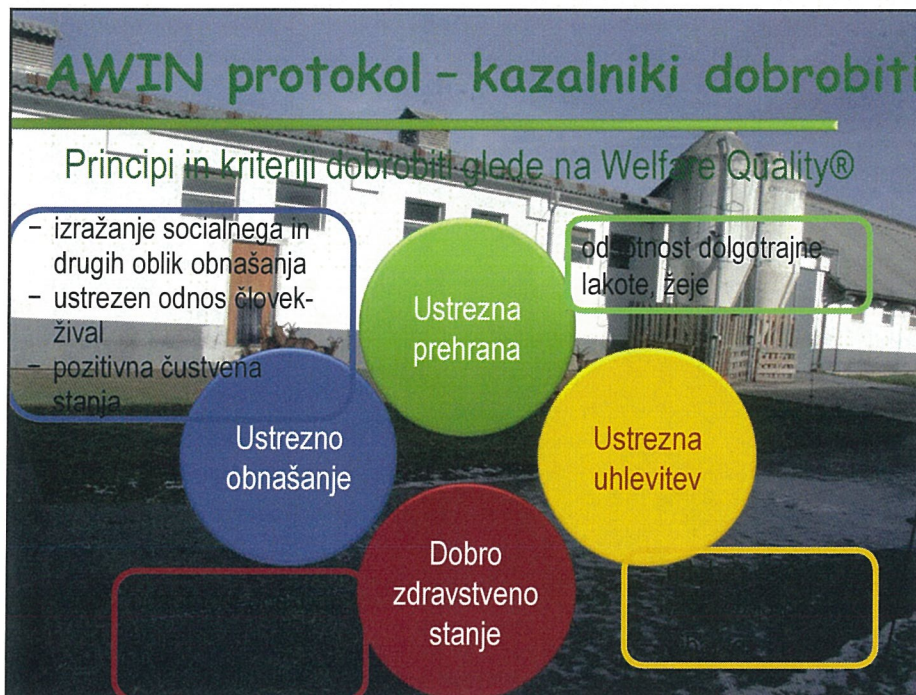 AWIN protokol – kazalniki dobrobiti
Principi in kriteriji dobrobiti glede na Welfare Quality®
– izražanje socialnega in
drugih oblik obnašanja
– ustrezen odnos človek-
žival
– pozitivna čustvena
stanja
odsotnost dolgotrajne
lakote, žeje
Ustrezna
prehrana
Ustrezno
obnašanje
Ustrezna
uhlevitev
Dobro
zdravstveno
stanje